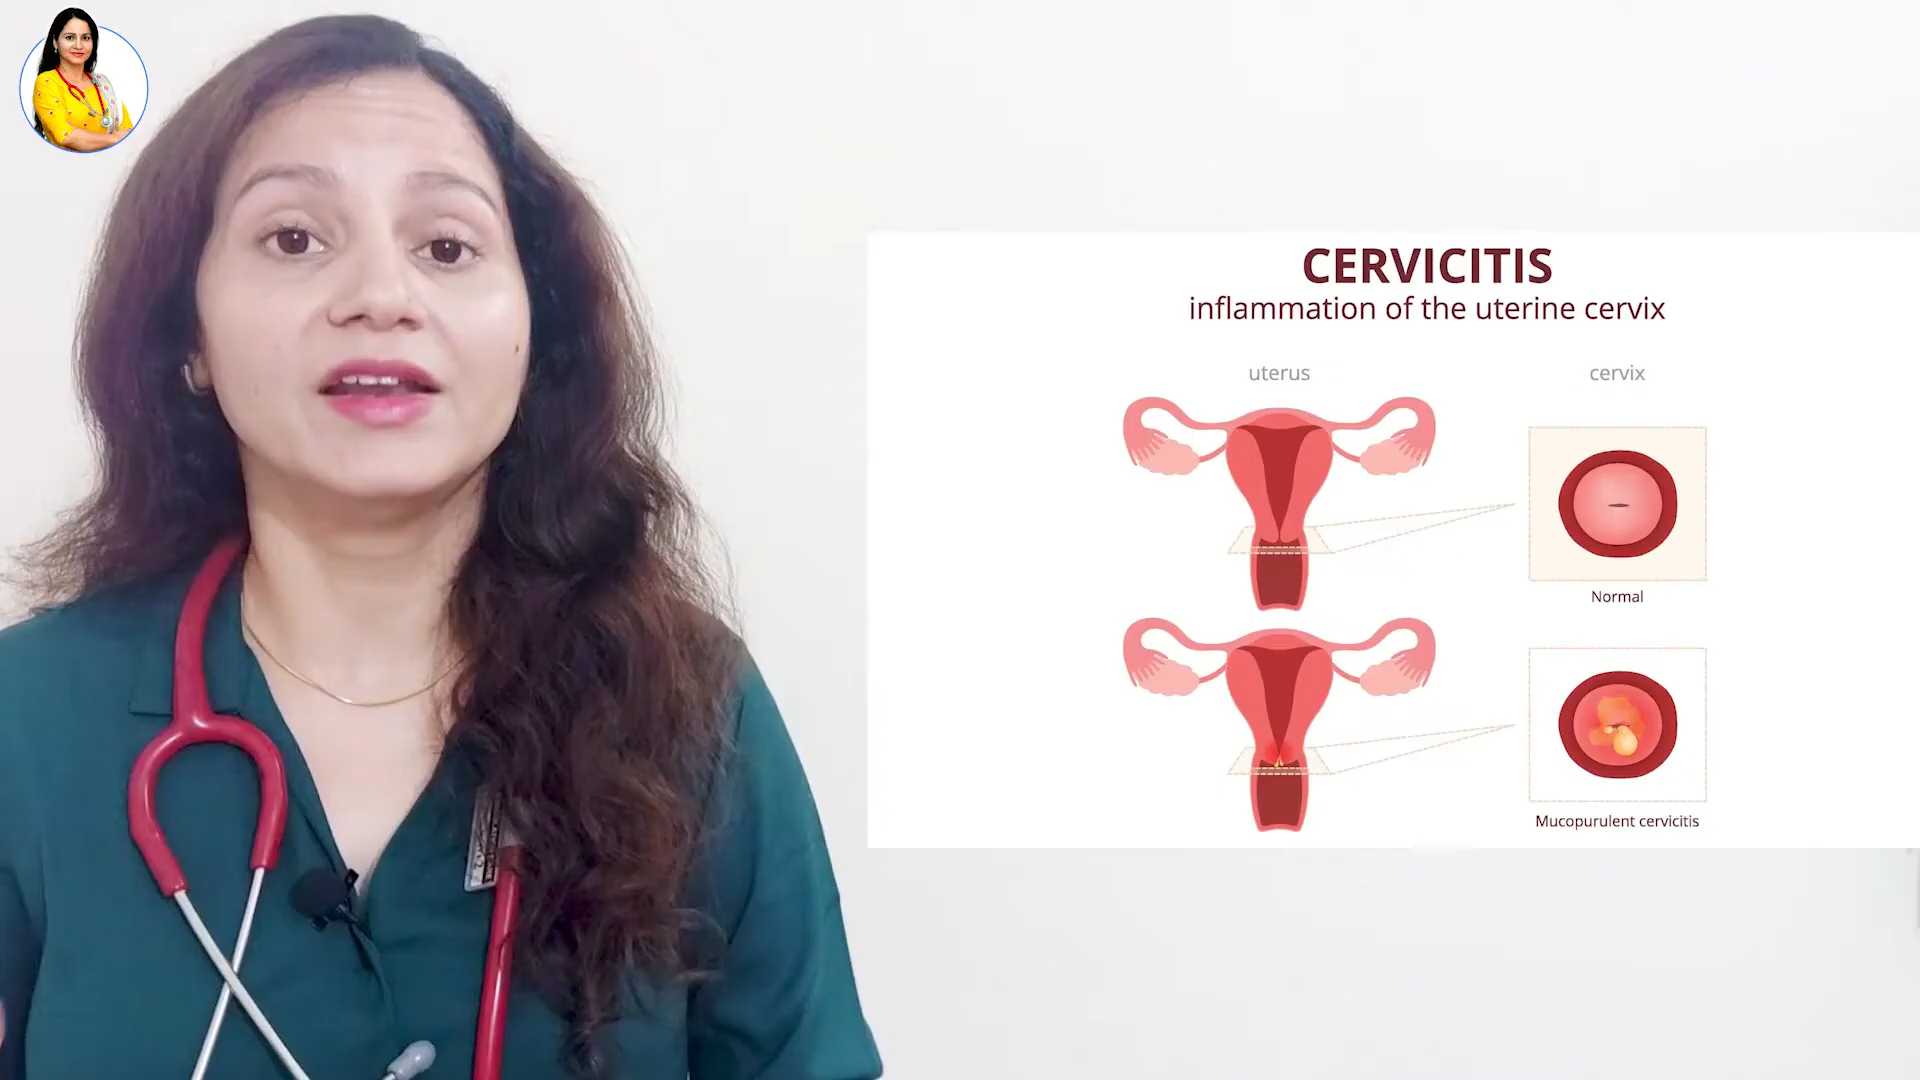 CERVICITIS
inflammation of the uterine cervix
uterus
cervix
Normal
Mucopurulent cervicitis